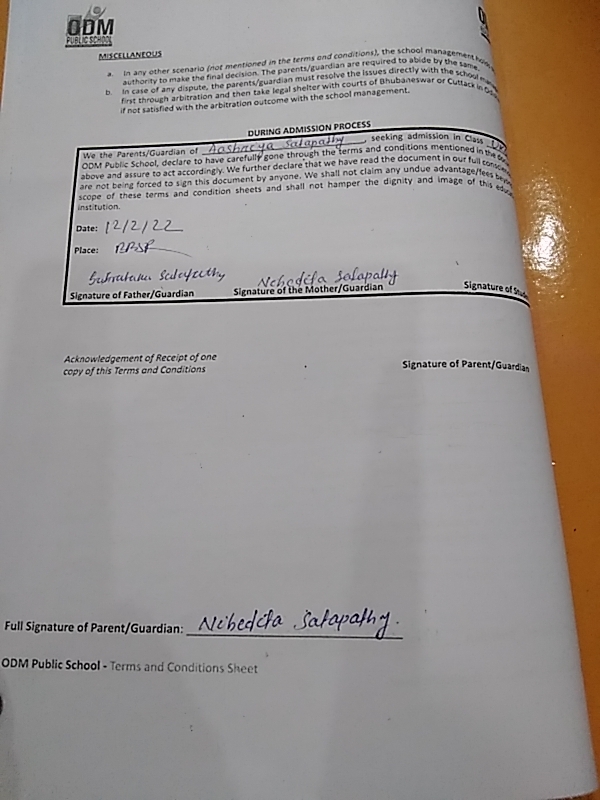 ODM
PUBLIC SCHOOL
MISCELLANEOUS
a. In any other scenario (not mentioned in the terms and conditions), the school management holds
authority to make the final decision. The parents/guardian are required to abide by the same.
b. In case of any dispute, the parents/guardian must resolve the issues directly with the school
first through arbitration and then take legal shelter with courts of Bhubaneswar or Cuttack in
if not satisfied with the arbitration outcome with the school management.
DURING ADMISSION PROCESS
We the Parents/Guardian of Aashreya Satapathy, seeking admission in Class
ODM Public School, declare to have carefully gone through the terms and conditions mentioned in the
above and assure to act accordingly. We further declare that we have read the document in our full
are not being forced to sign this document by anyone. We shall not claim any undue advantage/fees
scope of these terms and condition sheets and shall not hamper the dignity and image of this
institution.
Date: 12/2/22
Place: BBSR
Satapathy Nebedita Satapathy
Signature of Father/Guardian Signature of the Mother/Guardian Signature of
Acknowledgement of Receipt of one
copy of this Terms and Conditions
Signature of Parent/Guardian
Full Signature of Parent/Guardian: Nibedita Satapathy.
ODM Public School - Terms and Conditions Sheet